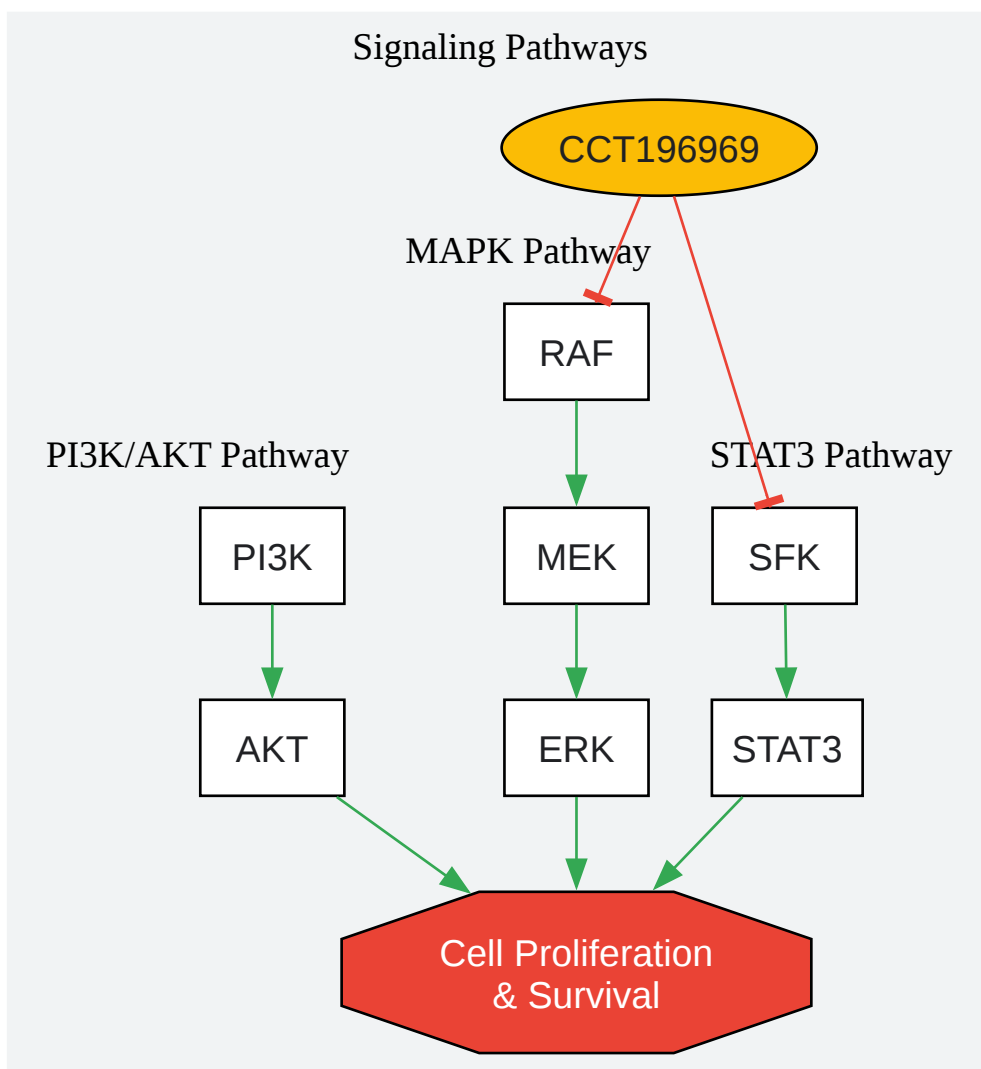 Signaling Pathways
CCT196969
MAPK Pathway
RAF
PI3K/AKT Pathway
STAT3 Pathway
PI3K
MEK
SFK
AKT
ERK
STAT3
Cell Proliferation
& Survival